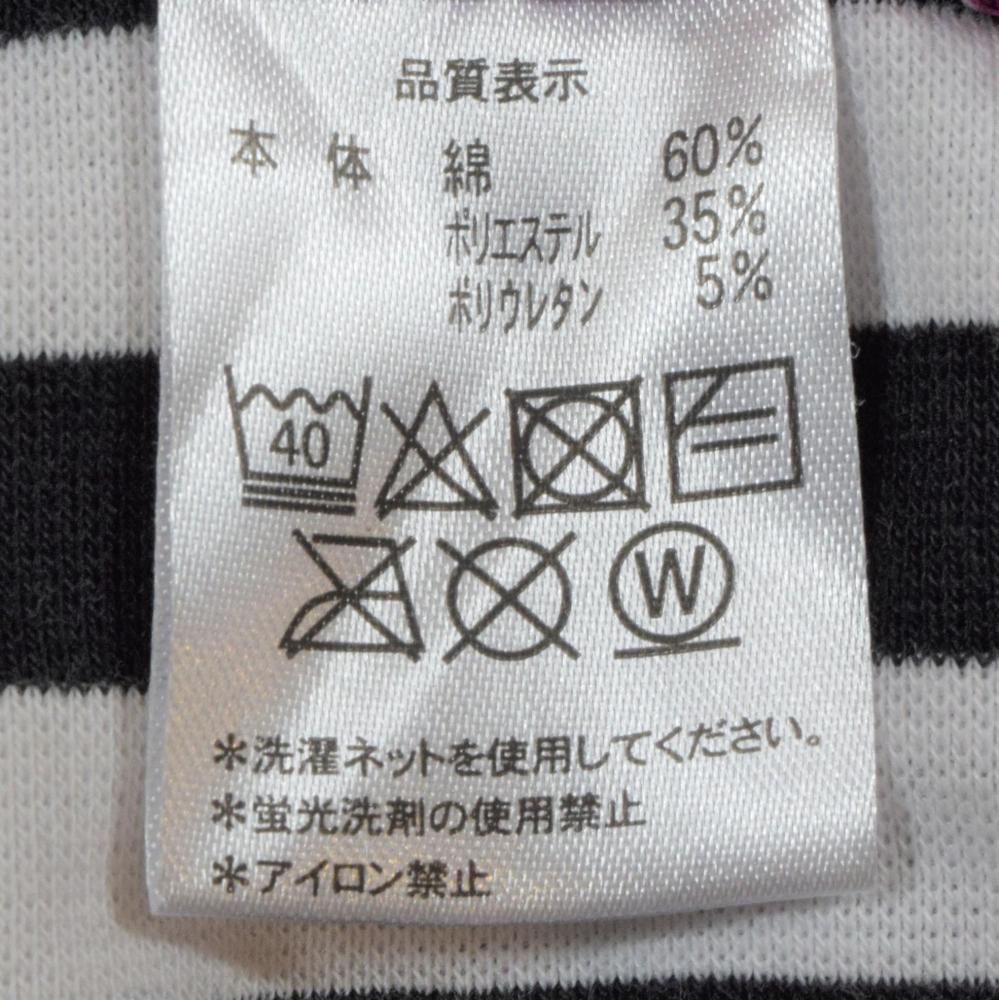 品質表示
本体 綿 60%
ポリエステル 35%
ポリウレタン 5%
40
W
*洗濯ネットを使用してください。
*蛍光洗剤の使用禁止
*アイロン禁止